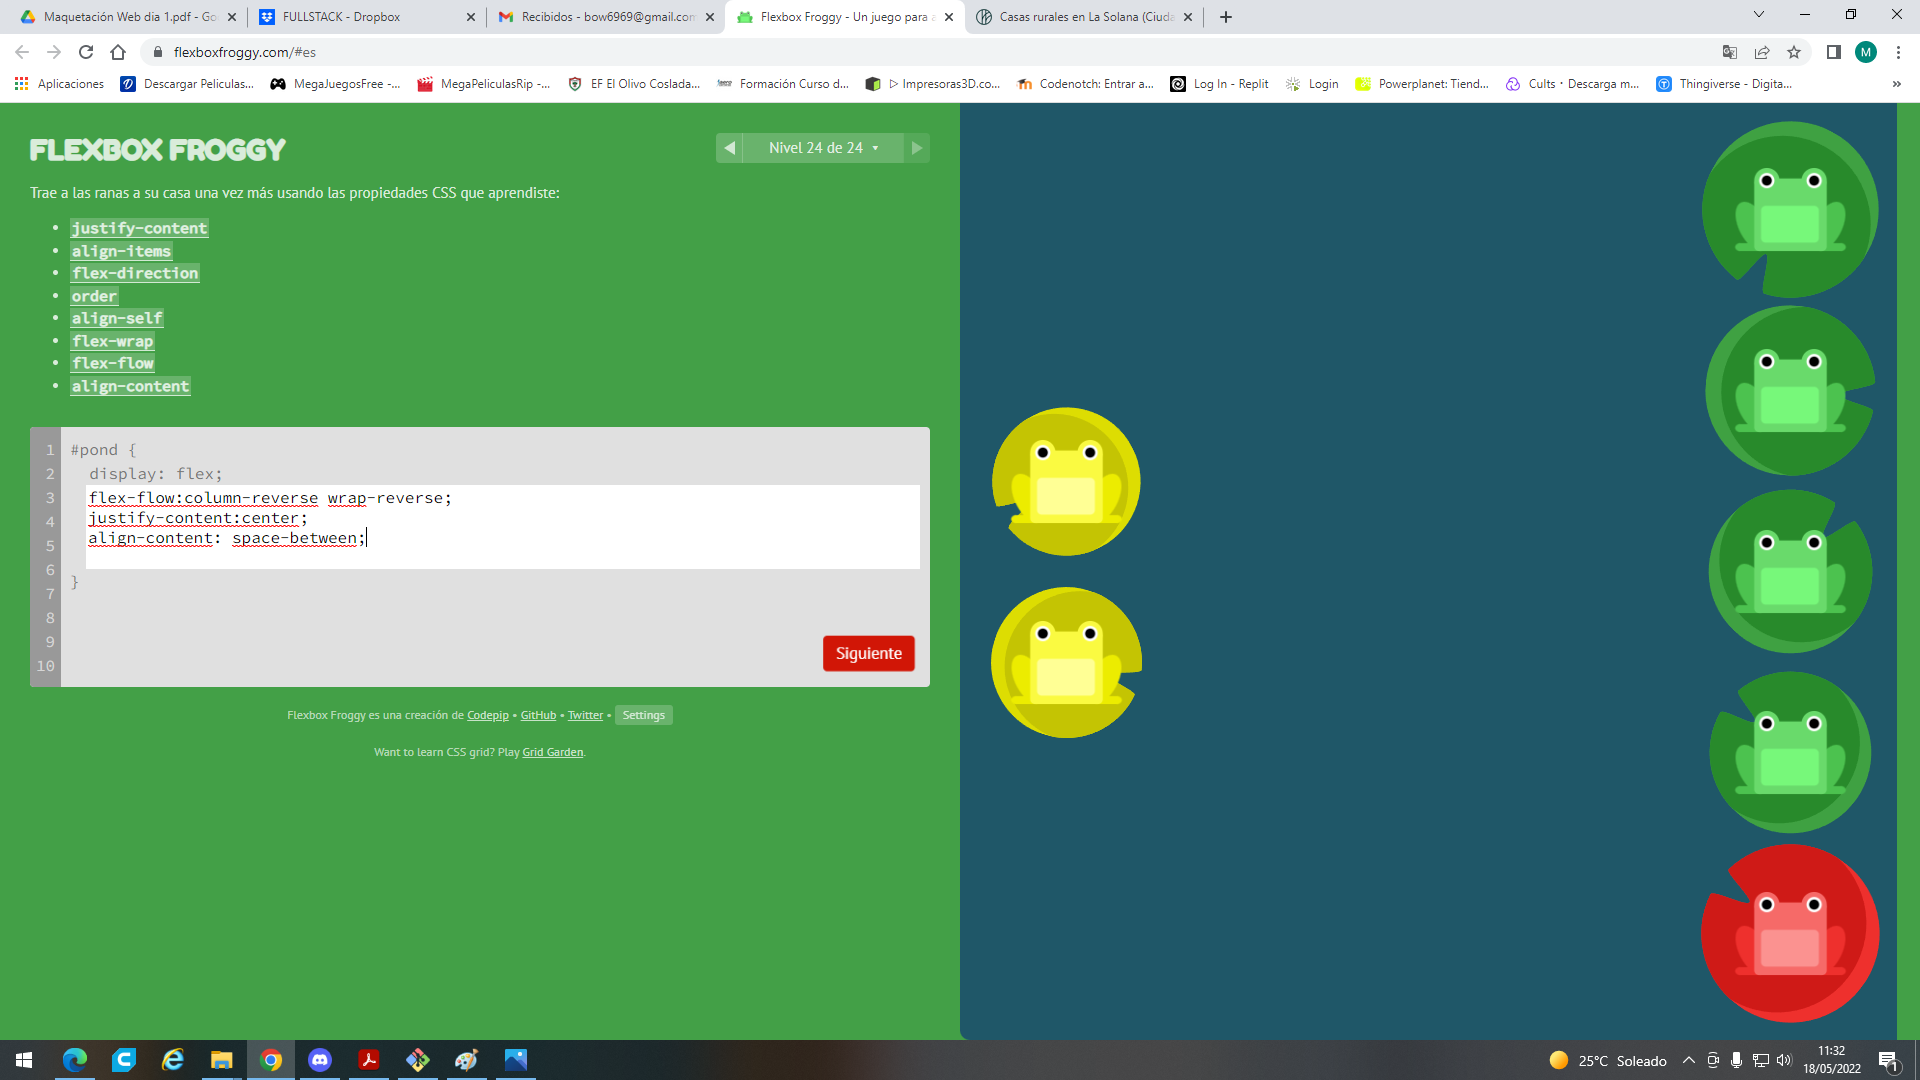 Maquetación Web dia 1.pdf - Go
FULLSTACK - Dropbox
Recibidos - bow6969@gmail.com
Flexbox Froggy - Un juego para a
Casas rurales en La Solana (Ciuda
flexboxfroggy.com/#es
M
Aplicaciones
Descargar Peliculas...
MegaJuegosFree -...
MegaPeliculasRip -...
EF El Olivo Coslada...
Formación Curso d...
▷ Impresoras3D.co...
Codenotch: Entrar a...
Log In - Replit
Login
Powerplanet: Tiend...
Cults · Descarga m...
Thingiverse - Digita...
»
FLEXBOX FROGGY
Nivel 24 de 24
Trae a las ranas a su casa una vez más usando las propiedades CSS que aprendiste:
• justify-content
• align-items
• flex-direction
• order
• align-self
• flex-wrap
• flex-flow
• align-content
1 #pond {
2 display: flex;
3 flex-flow:column-reverse wrap-reverse;
4 justify-content:center;
5 align-content: space-between;
6
7 }
8
9
10
Siguiente
Flexbox Froggy es una creación de Codepip • GitHub • Twitter • Settings
Want to learn CSS grid? Play Grid Garden.
25°C Soleado
11:32
18/05/2022
1